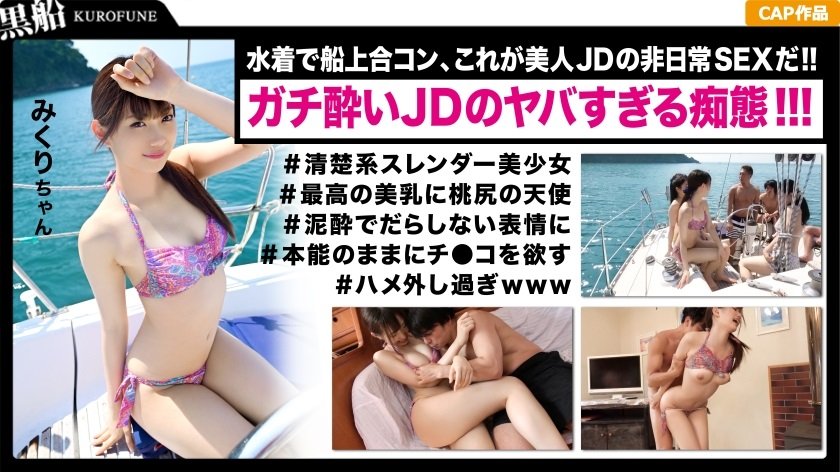 黒船 KUROFUNE
CAP作品
水着で船上合コン、これが美人JDの非日常SEXだ!!
ガチ酔いJDのヤバすぎる痴態!!!
みくりちゃん
#清楚系スレンダー美少女
#最高の美乳に桃尻の天使
#泥酔でだらしない表情に
#本能のままにチ●コを欲す
#ハメ外し過ぎwww